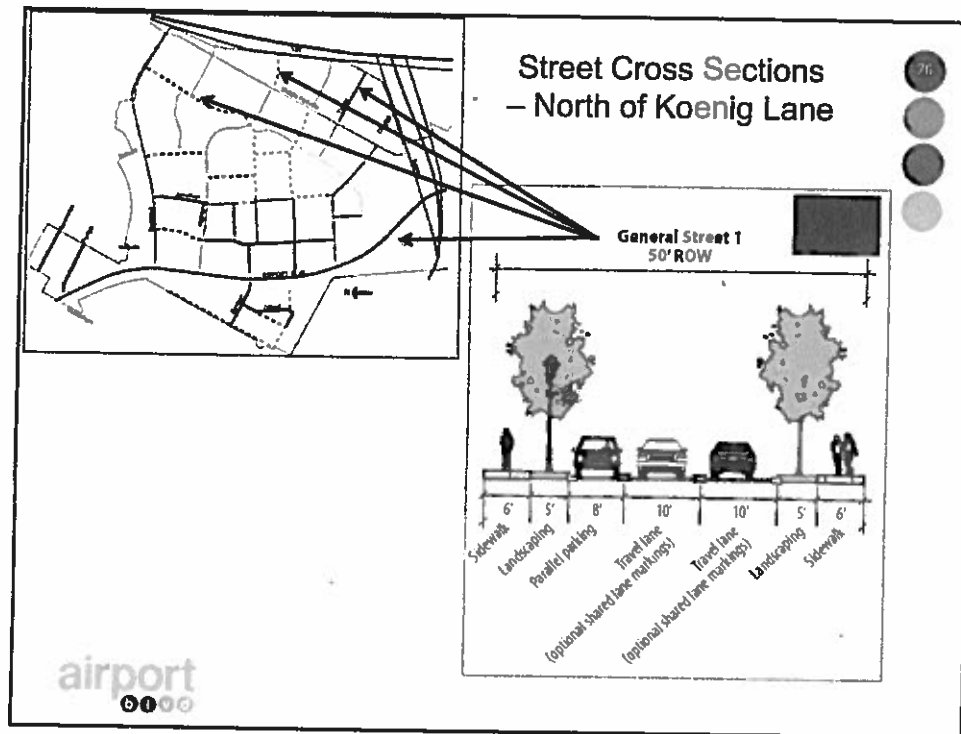 Street Cross Sections
– North of Koenig Lane
26
General Street 1
50' ROW
6' 5' 8' 10' 10' 5' 6'
Sidewalk
Landscaping
Parallel parking
Travel lane
(optional shared lane markings)
Travel lane
(optional shared lane markings)
Landscaping
Sidewalk
N
airport
blvd